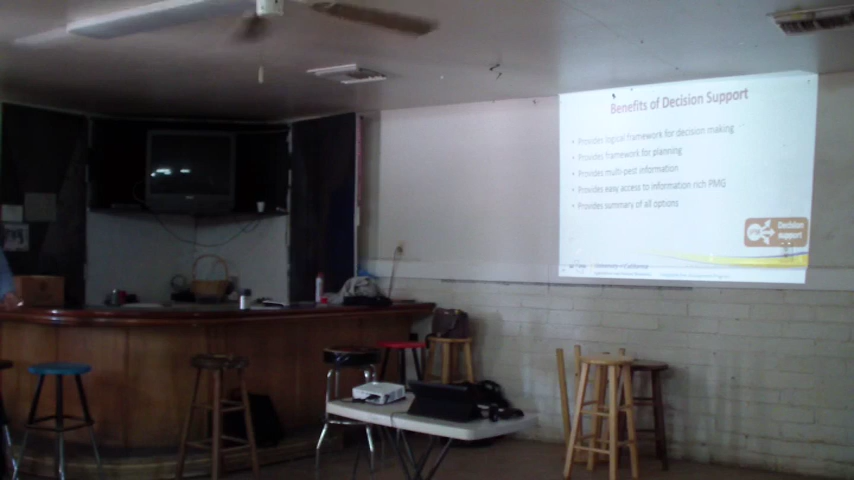 Benefits of Decision Support
• Provides logical framework for decision making
• Provides framework for planning
• Provides multi-pest information
• Provides easy access to information rich PMG
• Provides summary of all options
Decision
support
University of California